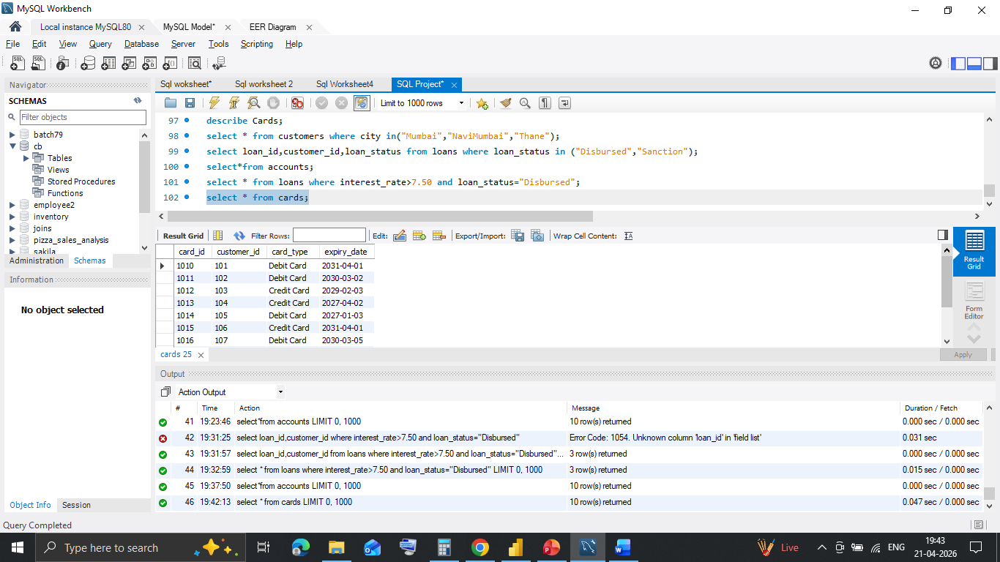 MySQL Workbench
Local instance MySQL80
MySQL Model*
EER Diagram
File Edit View Query Database Server Tools Scripting Help
Navigator
SCHEMAS
Filter objects
batch79
cb
Tables
Views
Stored Procedures
Functions
employee2
inventory
joins
pizza_sales_analysis
sakila
Administration Schemas
Information
No object selected
Object Info Session
Sql woksheet* Sql worksheet 2 Sql Worksheet4 SQL Project*
Limit to 1000 rows
97 describe Cards;
98 select * from customers where city in("Mumbai","NaviMumbai","Thane");
99 select loan_id,customer_id,loan_status from loans where loan_status in ("Disbursed","Sanction");
100 select*from accounts;
101 select * from loans where interest_rate>7.50 and loan_status="Disbursed";
102 select * from cards;
Result Grid Filter Rows: Edit: Export/Import: Wrap Cell Content:
card_id customer_id card_type expiry_date
1010 101 Debit Card 2031-04-01
1011 102 Debit Card 2030-03-02
1012 103 Credit Card 2029-02-03
1013 104 Credit Card 2027-04-02
1014 105 Debit Card 2027-01-03
1015 106 Credit Card 2031-04-01
1016 107 Debit Card 2030-03-05
Result
Grid
Form
Editor
cards 25
Apply
Output
Action Output
# Time Action Message Duration / Fetch
41 19:23:46 select*from accounts LIMIT 0, 1000 10 row(s) returned 0.000 sec / 0.000 sec
42 19:31:25 select loan_id,customer_id where interest_rate>7.50 and loan_status="Disbursed" Error Code: 1054. Unknown column 'loan_id' in 'field list' 0.031 sec
43 19:31:57 select loan_id,customer_id from loans where interest_rate>7.50 and loan_status="Disbursed"... 3 row(s) returned 0.000 sec / 0.000 sec
44 19:32:59 select * from loans where interest_rate>7.50 and loan_status="Disbursed" LIMIT 0, 1000 3 row(s) returned 0.015 sec / 0.000 sec
45 19:37:50 select*from accounts LIMIT 0, 1000 10 row(s) returned 0.000 sec / 0.000 sec
46 19:42:13 select * from cards LIMIT 0, 1000 10 row(s) returned 0.047 sec / 0.000 sec
Query Completed
Type here to search
Live
ENG
19:43
21-04-2026